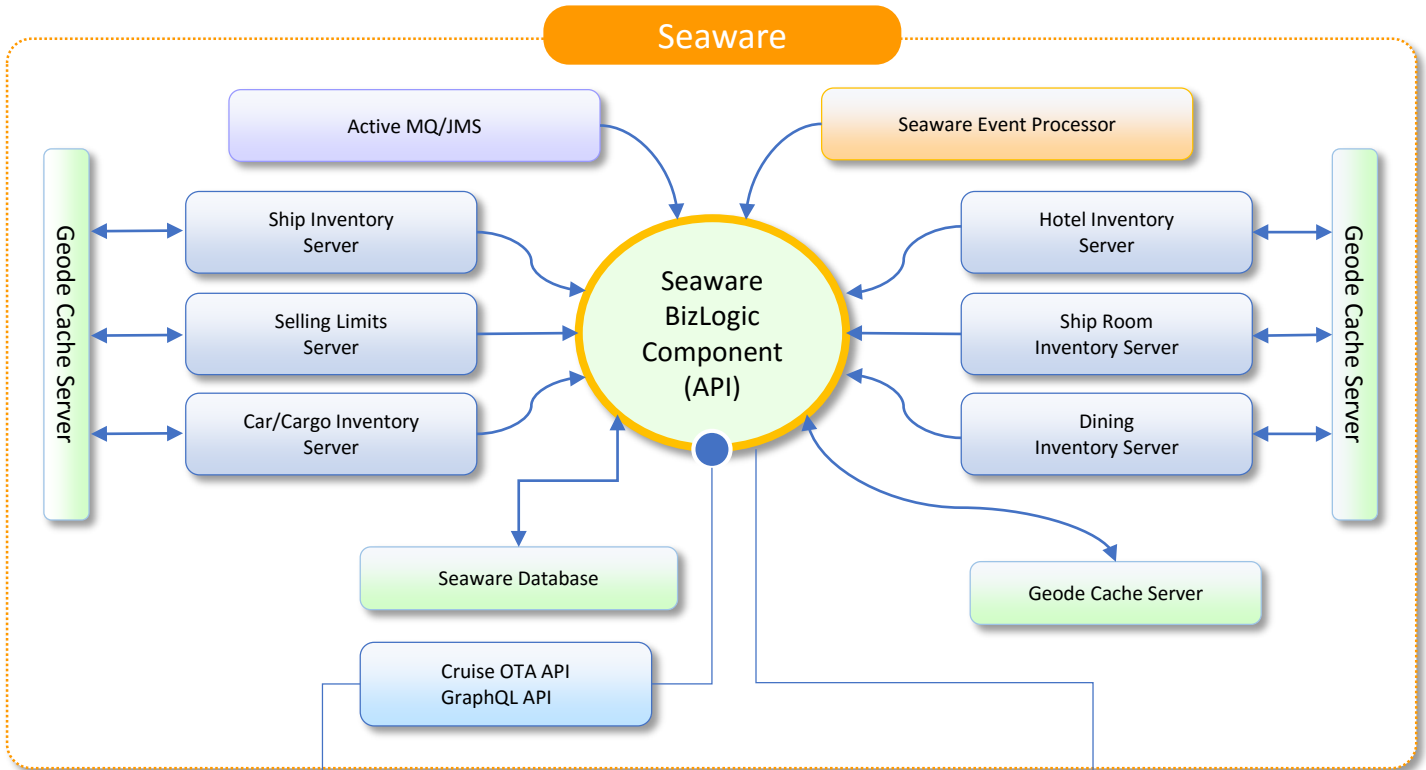 Seaware
Active MQ/JMS
Seaware Event Processor
Geode Cache Server
Ship Inventory
Server
Selling Limits
Server
Car/Cargo Inventory
Server
Seaware
BizLogic
Component
(API)
Hotel Inventory
Server
Ship Room
Inventory Server
Dining
Inventory Server
Geode Cache Server
Seaware Database
Geode Cache Server
Cruise OTA API
GraphQL API